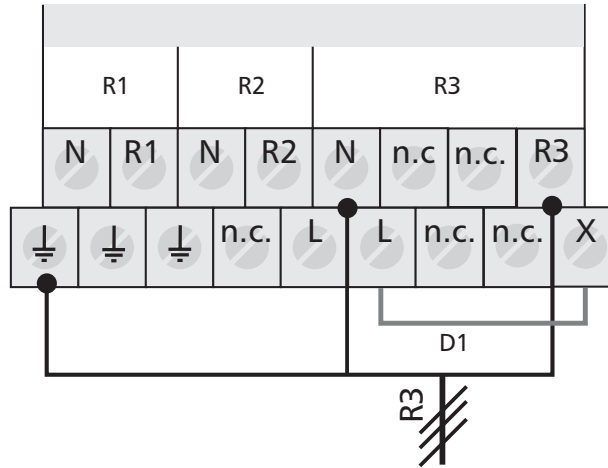 R1 R2 R3
N R1 N R2 N n.c n.c. R3
n.c. L L n.c. n.c. X
D1
R3